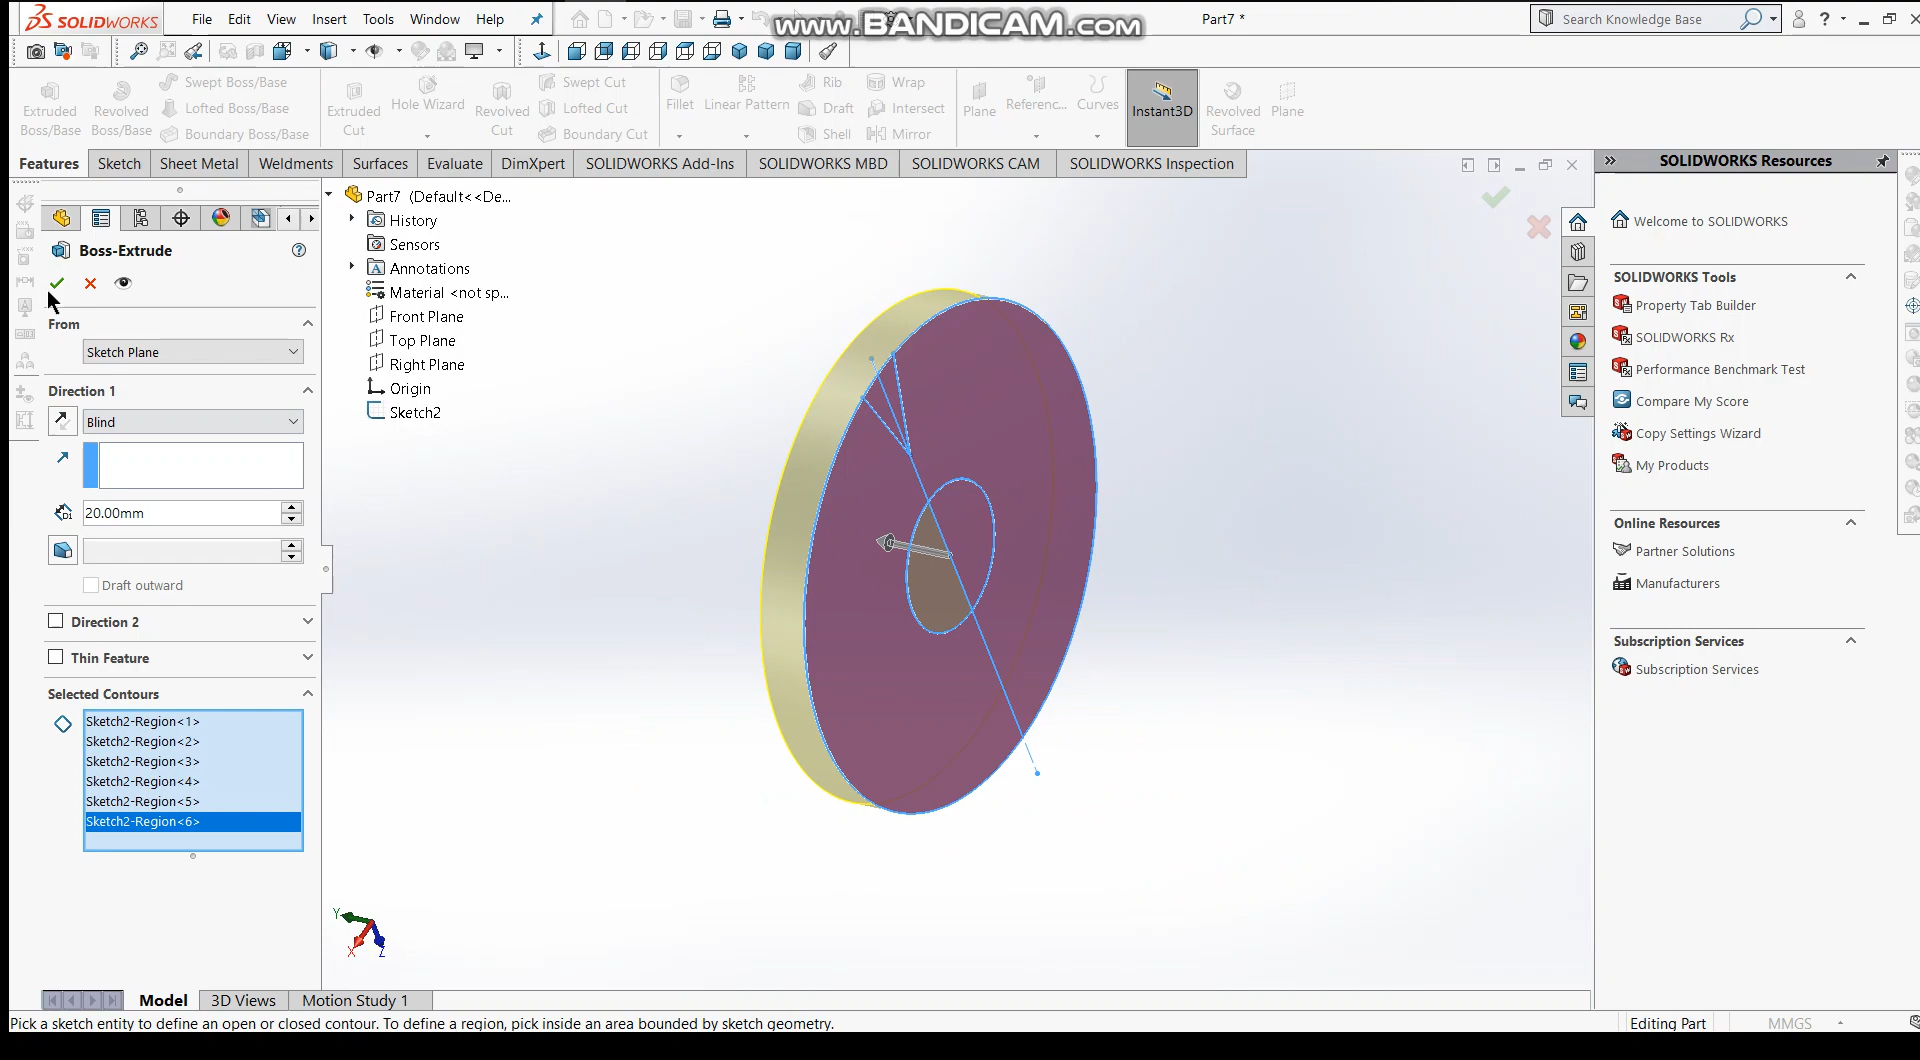 SOLIDWORKS
File Edit View Insert Tools Window Help
www.BANDICAM.com
Part7 *
Search Knowledge Base
Extruded Boss/Base
Revolved Boss/Base
Swept Boss/Base
Lofted Boss/Base
Boundary Boss/Base
Extruded Cut
Hole Wizard
Revolved Cut
Swept Cut
Lofted Cut
Boundary Cut
Fillet
Linear Pattern
Rib
Draft
Shell
Wrap
Intersect
Mirror
Plane
Referenc...
Curves
Instant3D
Revolved Surface
Plane
Features Sketch Sheet Metal Weldments Surfaces Evaluate DimXpert SOLIDWORKS Add-Ins SOLIDWORKS MBD SOLIDWORKS CAM SOLIDWORKS Inspection
Boss-Extrude
From
Sketch Plane
Direction 1
Blind
D1
20.00mm
Draft outward
Direction 2
Thin Feature
Selected Contours
Sketch2-Region<1>
Sketch2-Region<2>
Sketch2-Region<3>
Sketch2-Region<4>
Sketch2-Region<5>
Sketch2-Region<6>
Part7 (Default<<De...
History
Sensors
Annotations
Material <not sp...
Front Plane
Top Plane
Right Plane
Origin
Sketch2
Y
X
Z
SOLIDWORKS Resources
Welcome to SOLIDWORKS
SOLIDWORKS Tools
Property Tab Builder
SOLIDWORKS Rx
Performance Benchmark Test
Compare My Score
Copy Settings Wizard
My Products
Online Resources
Partner Solutions
Manufacturers
Subscription Services
Subscription Services
Model 3D Views Motion Study 1
Pick a sketch entity to define an open or closed contour. To define a region, pick inside an area bounded by sketch geometry.
Editing Part
MMGS